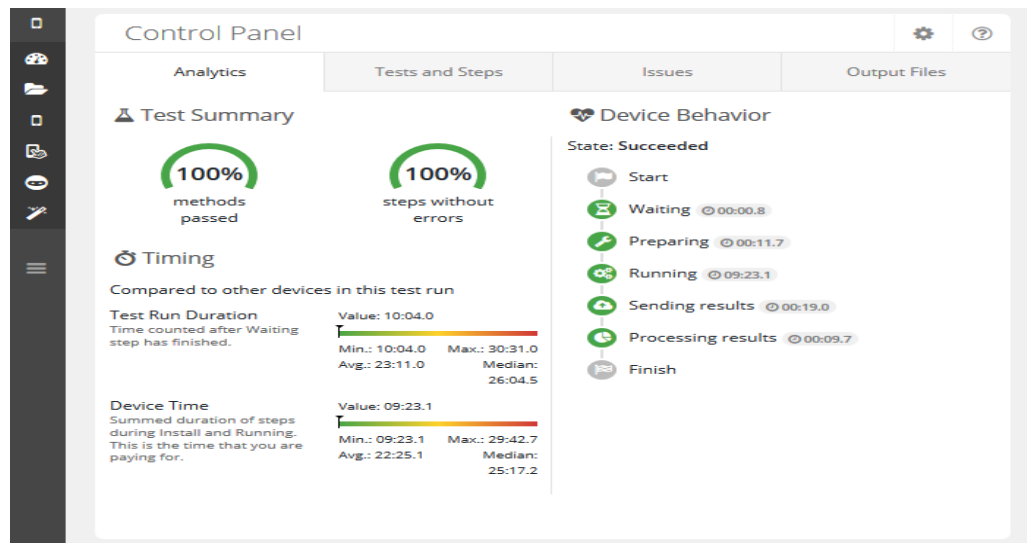 Control Panel
Analytics
Tests and Steps
Issues
Output Files
Test Summary
100%
methods
passed
100%
steps without
errors
Timing
Compared to other devices in this test run
Test Run Duration
Time counted after Waiting
step has finished.
Value: 10:04.0
Min.: 10:04.0 Max.: 30:31.0
Avg.: 23:11.0 Median:
26:04.5
Device Time
Summed duration of steps
during Install and Running.
This is the time that you are
paying for.
Value: 09:23.1
Min.: 09:23.1 Max.: 29:42.7
Avg.: 22:25.1 Median:
25:17.2
Device Behavior
State: Succeeded
Start
Waiting 00:00.8
Preparing 00:11.7
Running 09:23.1
Sending results 00:19.0
Processing results 00:09.7
Finish